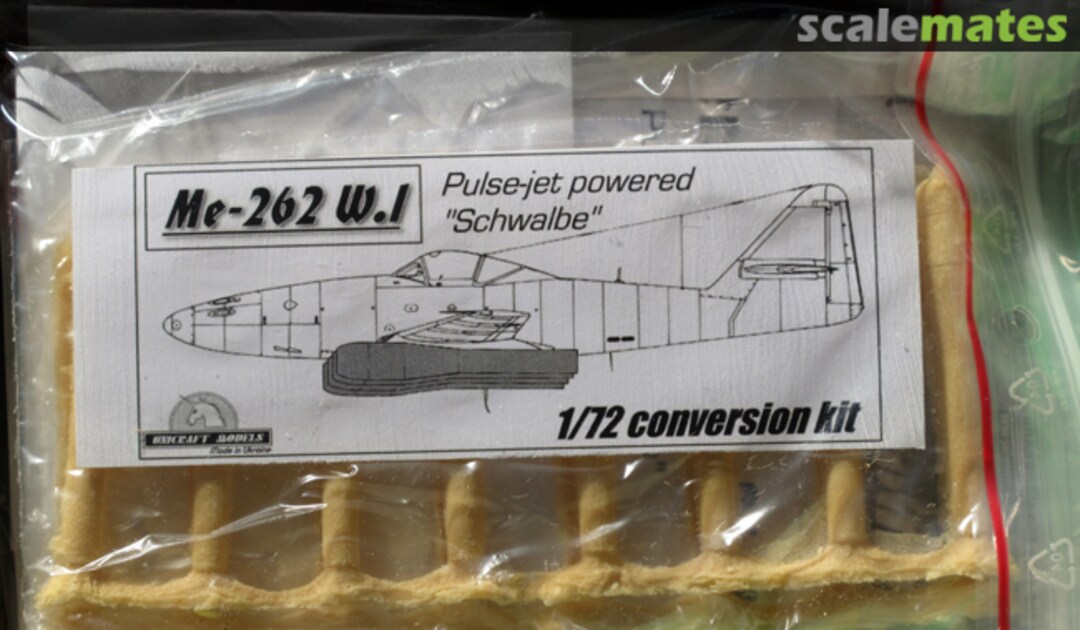 scalemates
Me-262 W.I
Pulse-jet powered
"Schwalbe"
1/72 conversion kit
UNICRAFT MODELS
Made in Ukraine